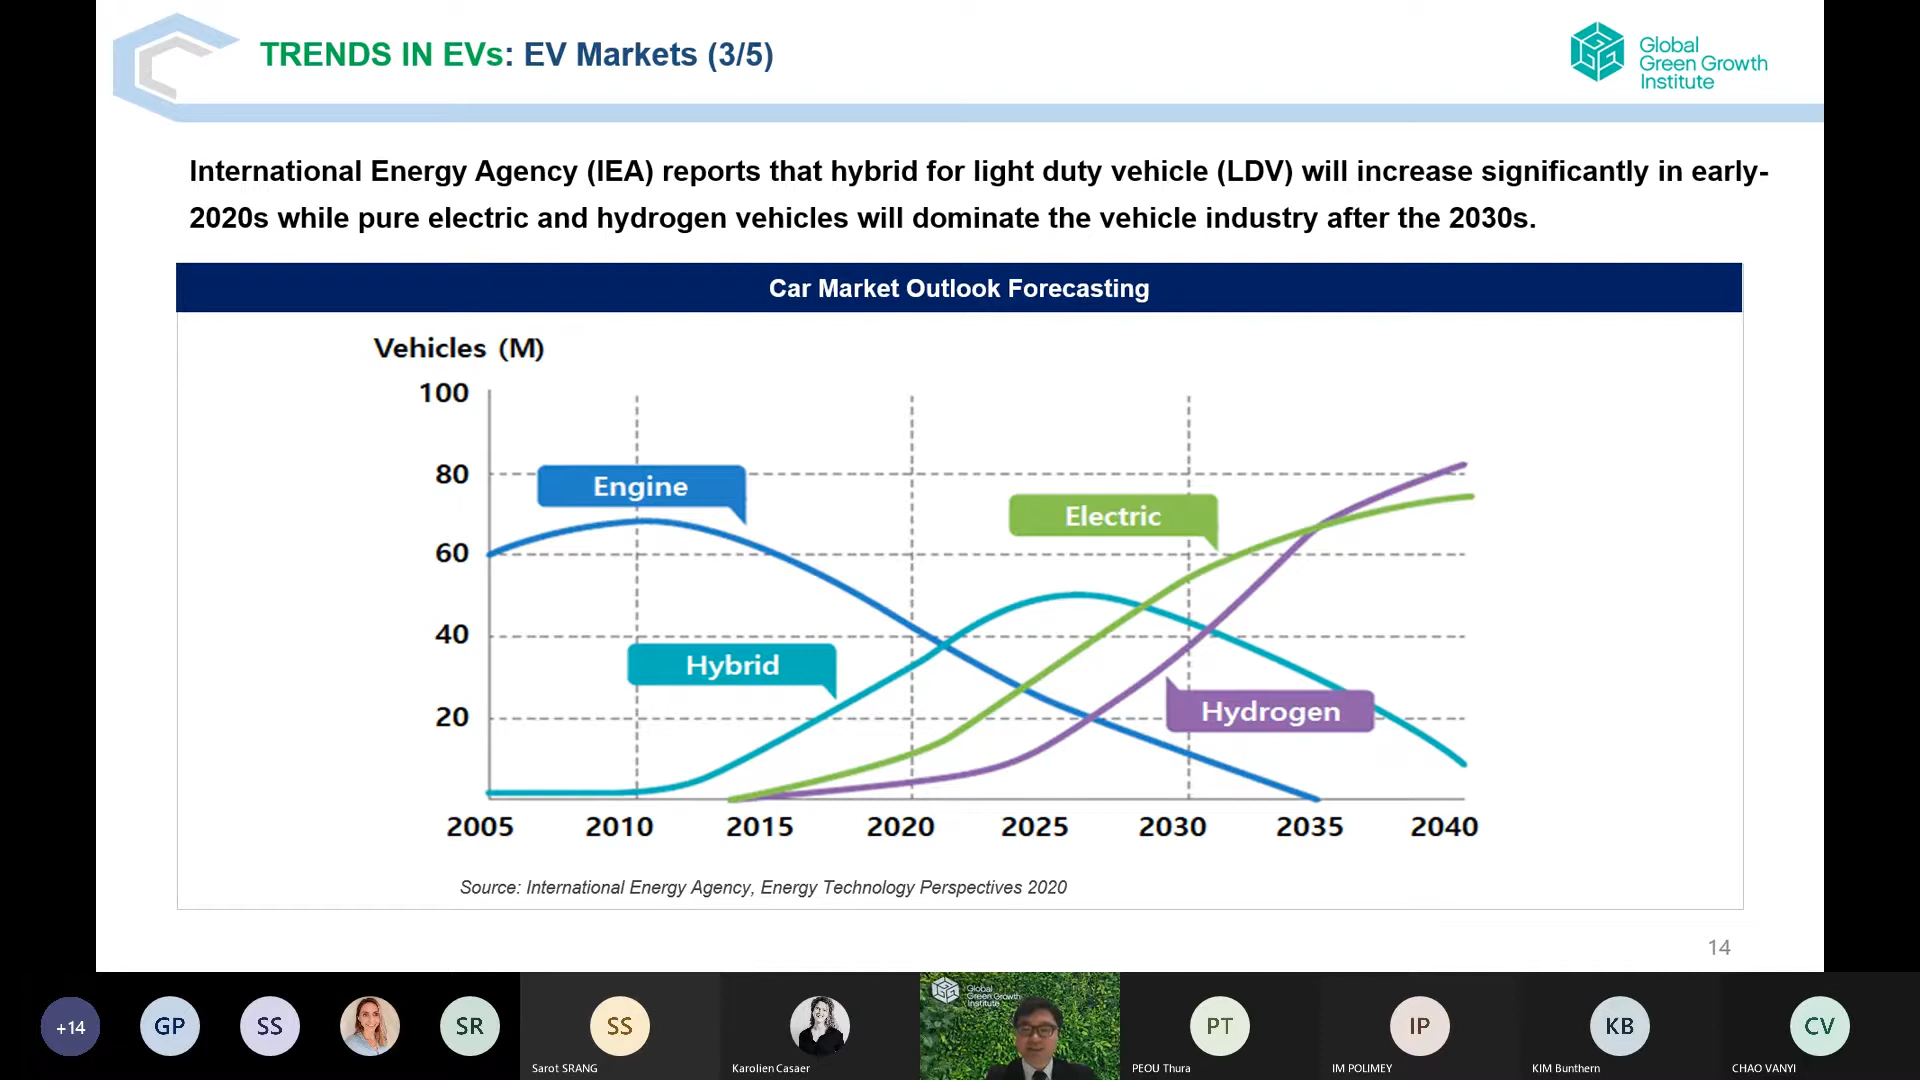 TRENDS IN EVs: EV Markets (3/5)
Global
Green Growth
Institute
International Energy Agency (IEA) reports that hybrid for light duty vehicle (LDV) will increase significantly in early-
2020s while pure electric and hydrogen vehicles will dominate the vehicle industry after the 2030s.
Car Market Outlook Forecasting
Vehicles (M)
100
80
60
40
20
Engine
Electric
Hybrid
Hydrogen
2005 2010 2015 2020 2025 2030 2035 2040
Source: International Energy Agency, Energy Technology Perspectives 2020
14
+14
GP
SS
SR
SS
Sarot SRANG
Karolien Casaer
Global
Green Growth
Institute
PT
PEOU Thura
IP
IM POLIMEY
KB
KIM Bunthern
CV
CHAO VANYI